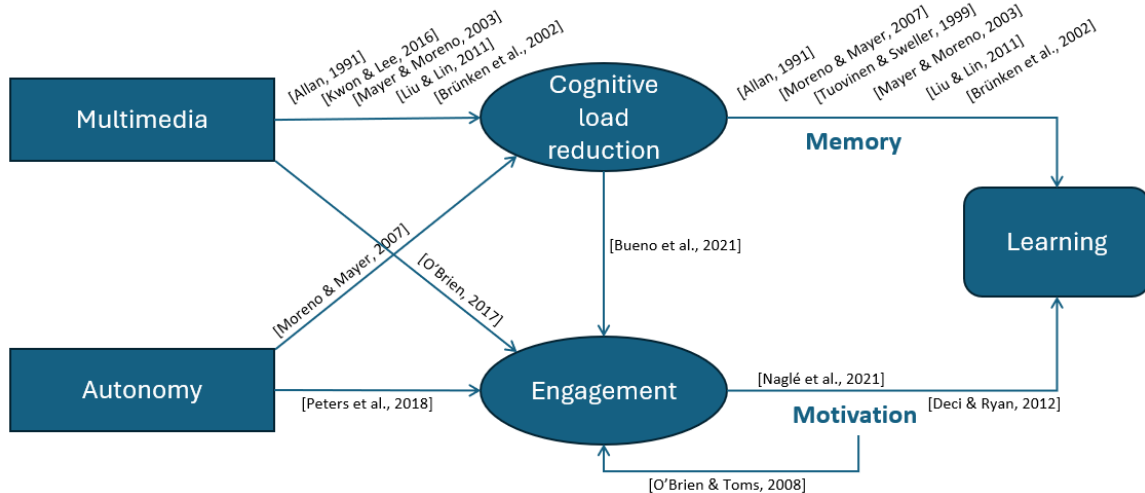 [Allan, 1991]
[Kwon & Lee, 2016]
[Mayer & Moreno, 2003]
[Liu & Lin, 2011]
[Brünken et al., 2002]
[Allan, 1991]
[Moreno & Mayer, 2007]
[Tuovinen & Sweller, 1999]
[Mayer & Moreno, 2003]
[Liu & Lin, 2011]
[Brünken et al., 2002]
Multimedia
Cognitive
load
reduction
Memory
Learning
[Moreno & Mayer, 2007]
[O’Brien, 2017]
[Bueno et al., 2021]
Autonomy
[Peters et al., 2018]
Engagement
[Naglé et al., 2021]
[Deci & Ryan, 2012]
Motivation
[O’Brien & Toms, 2008]